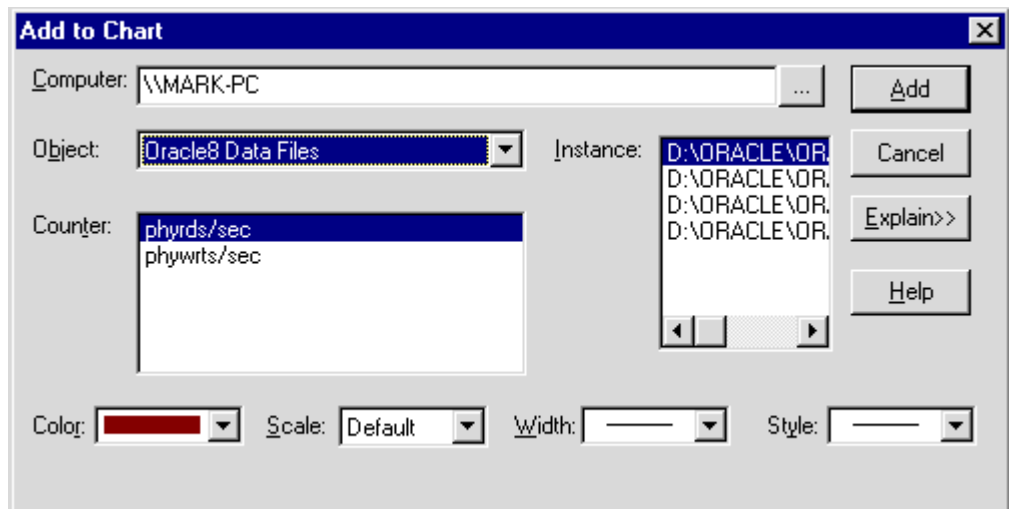 Add to Chart
Computer: \\MARK-PC ... Add
Object: Oracle8 Data Files Instance: D:\ORACLE\OR. Cancel
D:\ORACLE\OR.
D:\ORACLE\OR.
D:\ORACLE\OR.
Counter: phyrds/sec Explain>>
phywrts/sec
Help
Color: Scale: Default Width: Style: